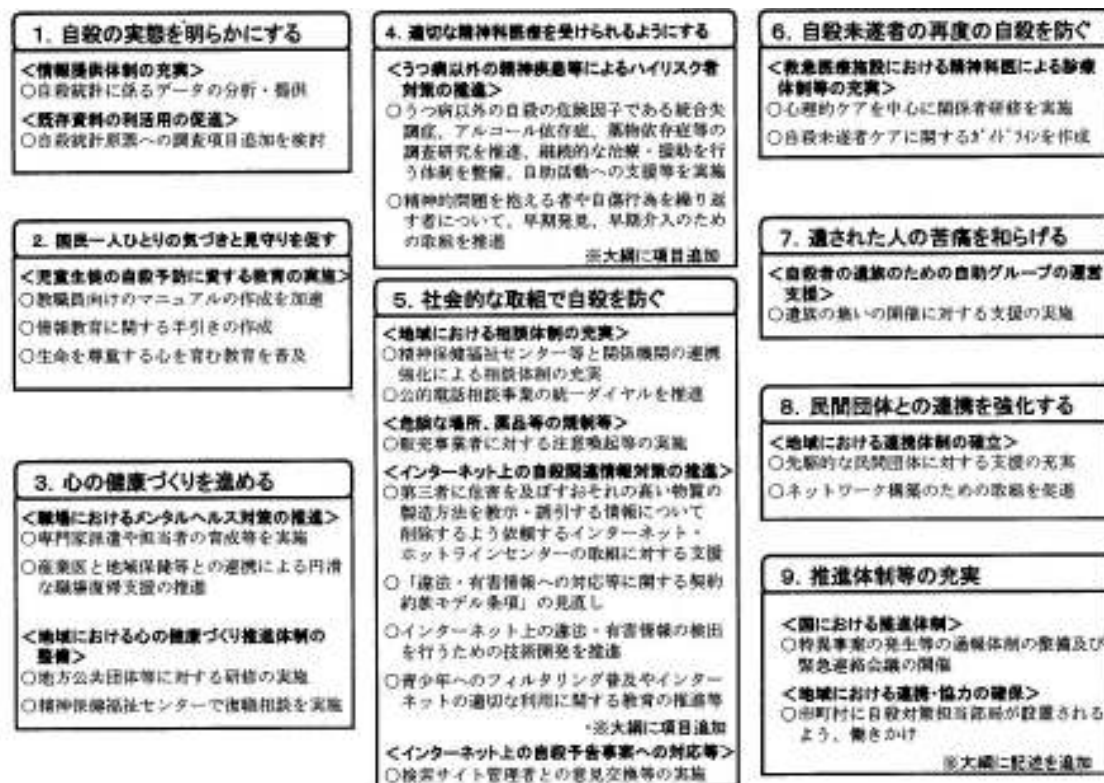 1．自殺の実態を明らかにする
＜情報提供体制の充実＞
○自殺統計に係るデータの分析・提供
＜既存資料の利活用の促進＞
○自殺統計原票への調査項目追加を検討
2．国民一人ひとりの気づきと見守りを促す
＜児童生徒の自殺予防に資する教育の実施＞
○教職員向けのマニュアルの作成を加速
○情報教育に関する手引きの作成
○生命を尊重する心を育む教育を普及
3．心の健康づくりを進める
＜職場におけるメンタルヘルス対策の推進＞
○専門家派遣や担当者の育成等を実施
○産業医と地域保健等との連携による円滑
な職場復帰支援の推進
＜地域における心の健康づくり推進体制の
整備＞
○地方公共団体等に対する研修の実施
○精神保健福祉センターで復職相談を実施
4．適切な精神科医療を受けられるようにする
＜うつ病以外の精神疾患等によるハイリスク者
対策の推進＞
○うつ病以外の自殺の危険因子である統合失
調症、アルコール依存症、薬物依存症等の
調査研究を推進、継続的な治療・援助を行
う体制を整備、自助活動への支援等を実施
○精神的問題を抱える者や自傷行為を繰り返
す者について、早期発見、早期介入のため
の取組を推進
※大綱に項目追加
5．社会的な取組で自殺を防ぐ
＜地域における相談体制の充実＞
○精神保健福祉センター等と関係機関の連携
強化による相談体制の充実
○公的電話相談事業の統一ダイヤルを推進
＜危険な場所、薬品等の規制等＞
○販売事業者に対する注意喚起等の実施
＜インターネット上の自殺関連情報対策の推進＞
○第三者に危害を及ぼすおそれの高い物質の
製造方法を教示・誘引する情報について
削除するよう依頼するインターネット・
ホットラインセンターの取組に対する支援
○「違法・有害情報への対応等に関する契約
約款モデル条項」の見直し
○インターネット上の違法・有害情報の検出
を行うための技術開発を推進
○青少年へのフィルタリング普及やインター
ネットの適切な利用に関する教育の推進等
・※大綱に項目追加
＜インターネット上の自殺予告事案への対応等＞
○検索サイト管理者との意見交換等の実施
6．自殺未遂者の再度の自殺を防ぐ
＜救急医療施設における精神科医による診療
体制等の充実＞
○心理的ケアを中心に関係者研修を実施
○自殺未遂者ケアに関するｶﾞｲﾄﾞﾗｲﾝを作成
7．遺された人の苦痛を和らげる
＜自殺者の遺族のための自助グループの運営
支援＞
○遺族の集いの開催に対する支援の実施
8．民間団体との連携を強化する
＜地域における連携体制の確立＞
○先駆的な民間団体に対する支援の充実
○ネットワーク構築のための取組を促進
9．推進体制等の充実
＜国における推進体制＞
○特異事案の発生等の通報体制の整備及び
緊急連絡会議の開催
＜地域における連携・協力の確保＞
○市町村に自殺対策担当部局が設置される
よう、働きかけ
※大綱に記述を追加